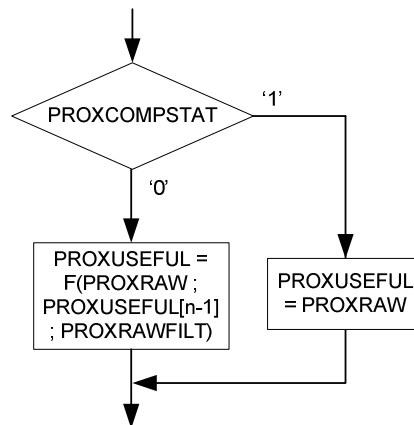 PROXCOMPSTAT
‘1’
‘0’
PROXUSEFUL =
F(PROXRAW ;
PROXUSEFUL[n-1]
; PROXRAWFILT)
PROXUSEFUL
= PROXRAW